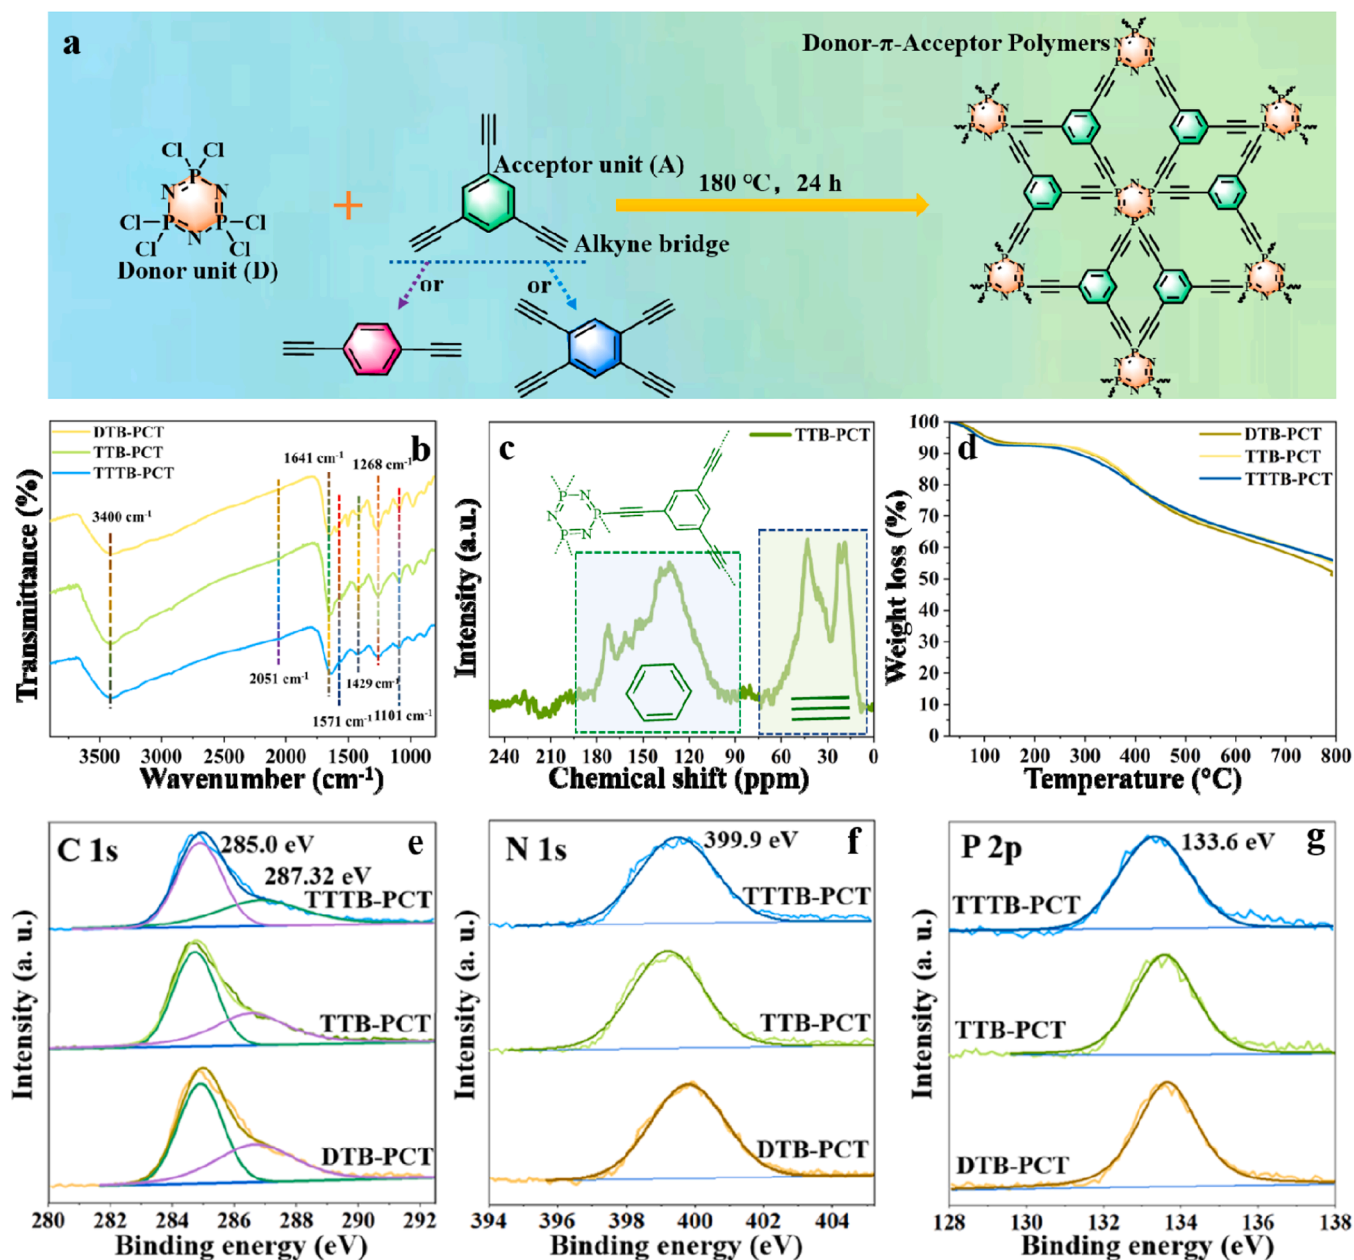 a
Donor-π-Acceptor Polymers
Cl Cl
P
N N
Cl P P Cl
Cl N Cl
Donor unit (D)
+
Acceptor unit (A)
Alkyne bridge
or
or
180 °C, 24 h
DTB-PCT
TTB-PCT
TTTB-PCT
b
3400 cm-1
2051 cm-1
1641 cm-1
1571 cm-1
1429 cm-1
1268 cm-1
1101 cm-1
Transmittance (%)
3500 3000 2500 2000 1500 1000
Wavenumber (cm-1)
c
TTB-PCT
P
N N
P P
N
Intensity (a.u.)
240 210 180 150 120 90 60 30 0
Chemical shift (ppm)
d
DTB-PCT
TTB-PCT
TTTB-PCT
Weight loss (%)
100
90
80
70
60
50
40
30
20
10
0
100 200 300 400 500 600 700 800
Temperature (°C)
C 1s
e
285.0 eV
287.32 eV
TTTB-PCT
TTB-PCT
DTB-PCT
Intensity (a. u.)
280 282 284 286 288 290 292
Binding energy (eV)
N 1s
f
399.9 eV
TTTB-PCT
TTB-PCT
DTB-PCT
Intensity (a. u.)
394 396 398 400 402 404
Binding energy (eV)
P 2p
g
133.6 eV
TTTB-PCT
TTB-PCT
DTB-PCT
Intensity (a. u.)
128 130 132 134 136 138
Binding energy (eV)